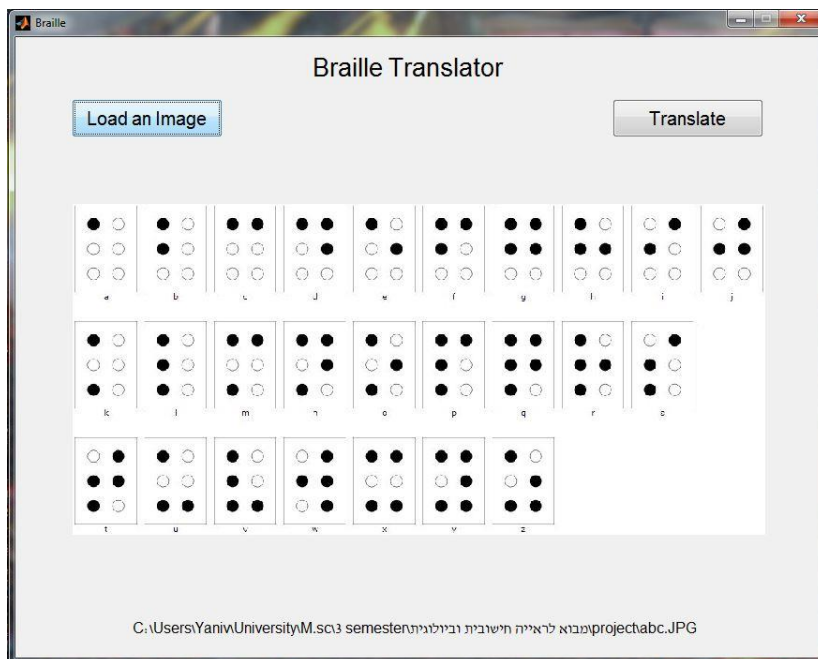 Braille
Braille Translator
Load an Image
Translate
a b c d e f g h i j
k l m n o p q r s
t u v w x y z
C:\Users\Yaniv\University\M.sc\3 semester\מבוא לראייה חישובית וביולוגית\project\abc.JPG